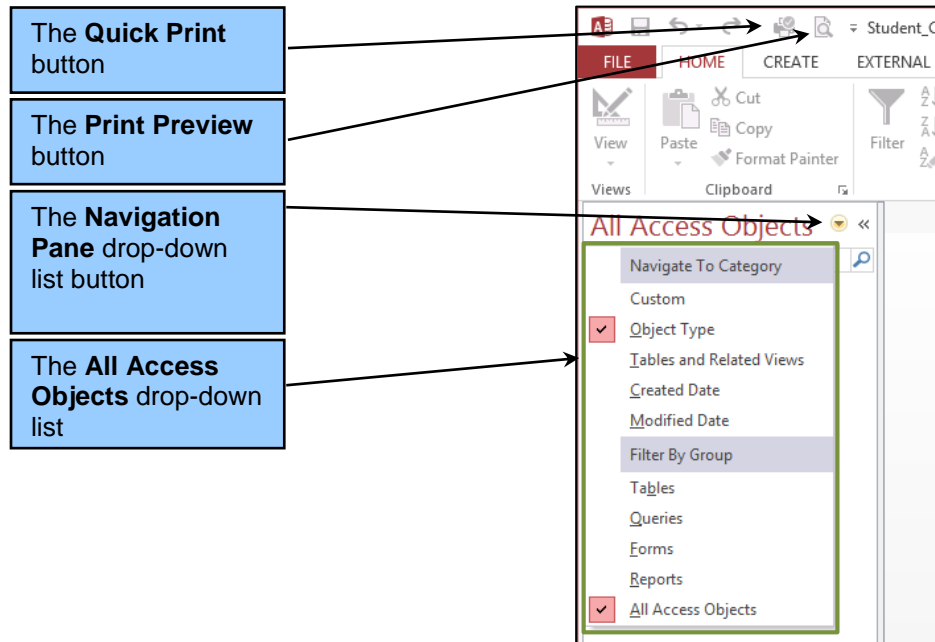 The Quick Print
button
The Print Preview
button
The Navigation
Pane drop-down
list button
The All Access
Objects drop-down
list
Student_C
FILE
HOME
CREATE
EXTERNAL
View
Paste
Cut
Copy
Format Painter
Filter
Views
Clipboard
All Access Objects
Navigate To Category
Custom
Object Type
Tables and Related Views
Created Date
Modified Date
Filter By Group
Tables
Queries
Forms
Reports
All Access Objects